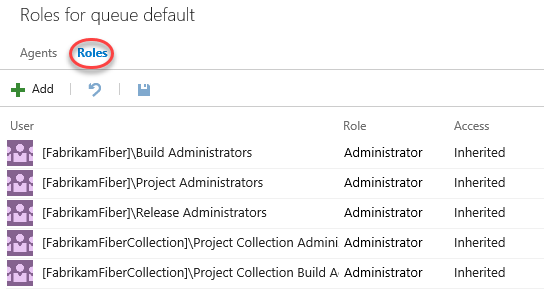 Roles for queue default
Agents Roles
Add
User Role Access
[FabrikamFiber]\Build Administrators Administrator Inherited
[FabrikamFiber]\Project Administrators Administrator Inherited
[FabrikamFiber]\Release Administrators Administrator Inherited
[FabrikamFiberCollection]\Project Collection Admini Administrator Inherited
[FabrikamFiberCollection]\Project Collection Build A Administrator Inherited